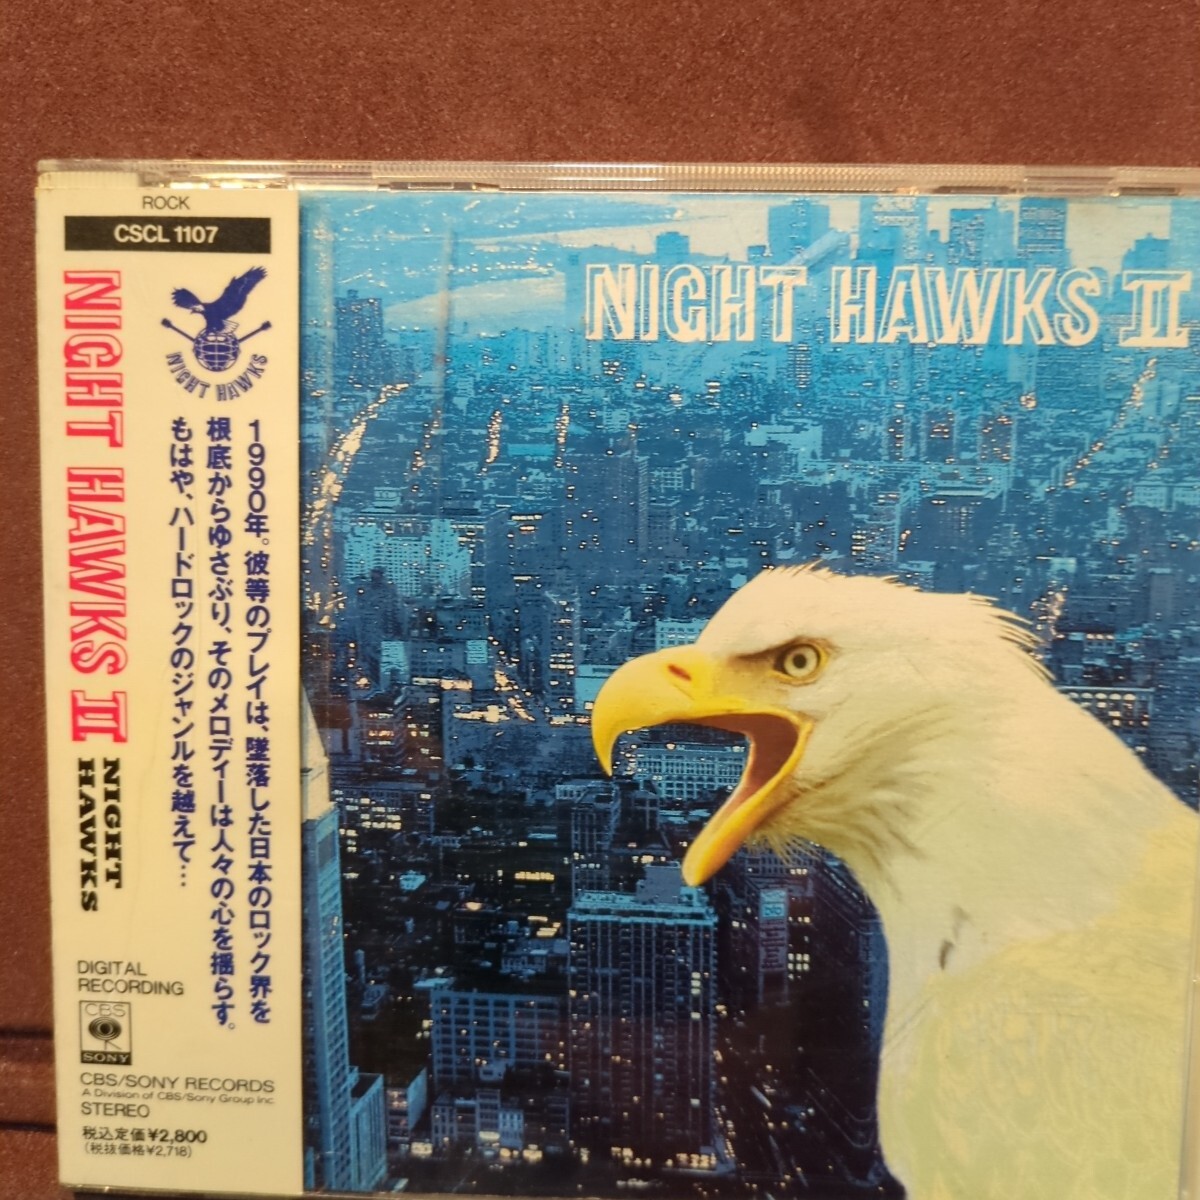 ROCK
CSCL 1107
NIGHT HAWKS
NIGHT HAWKS II
NIGHT
HAWKS
1990年。彼等のプレイは、墜落した日本のロック界を
根底からゆさぶり、そのメロディーは人々の心を揺らす。
もはや、ハードロックのジャンルを越えて…
DIGITAL
RECORDING
CBS
SONY
CBS/SONY RECORDS
A Division of CBS/Sony Group Inc
STEREO
税込定価¥2,800
(税抜価格¥2,718)
NIGHT HAWKS II